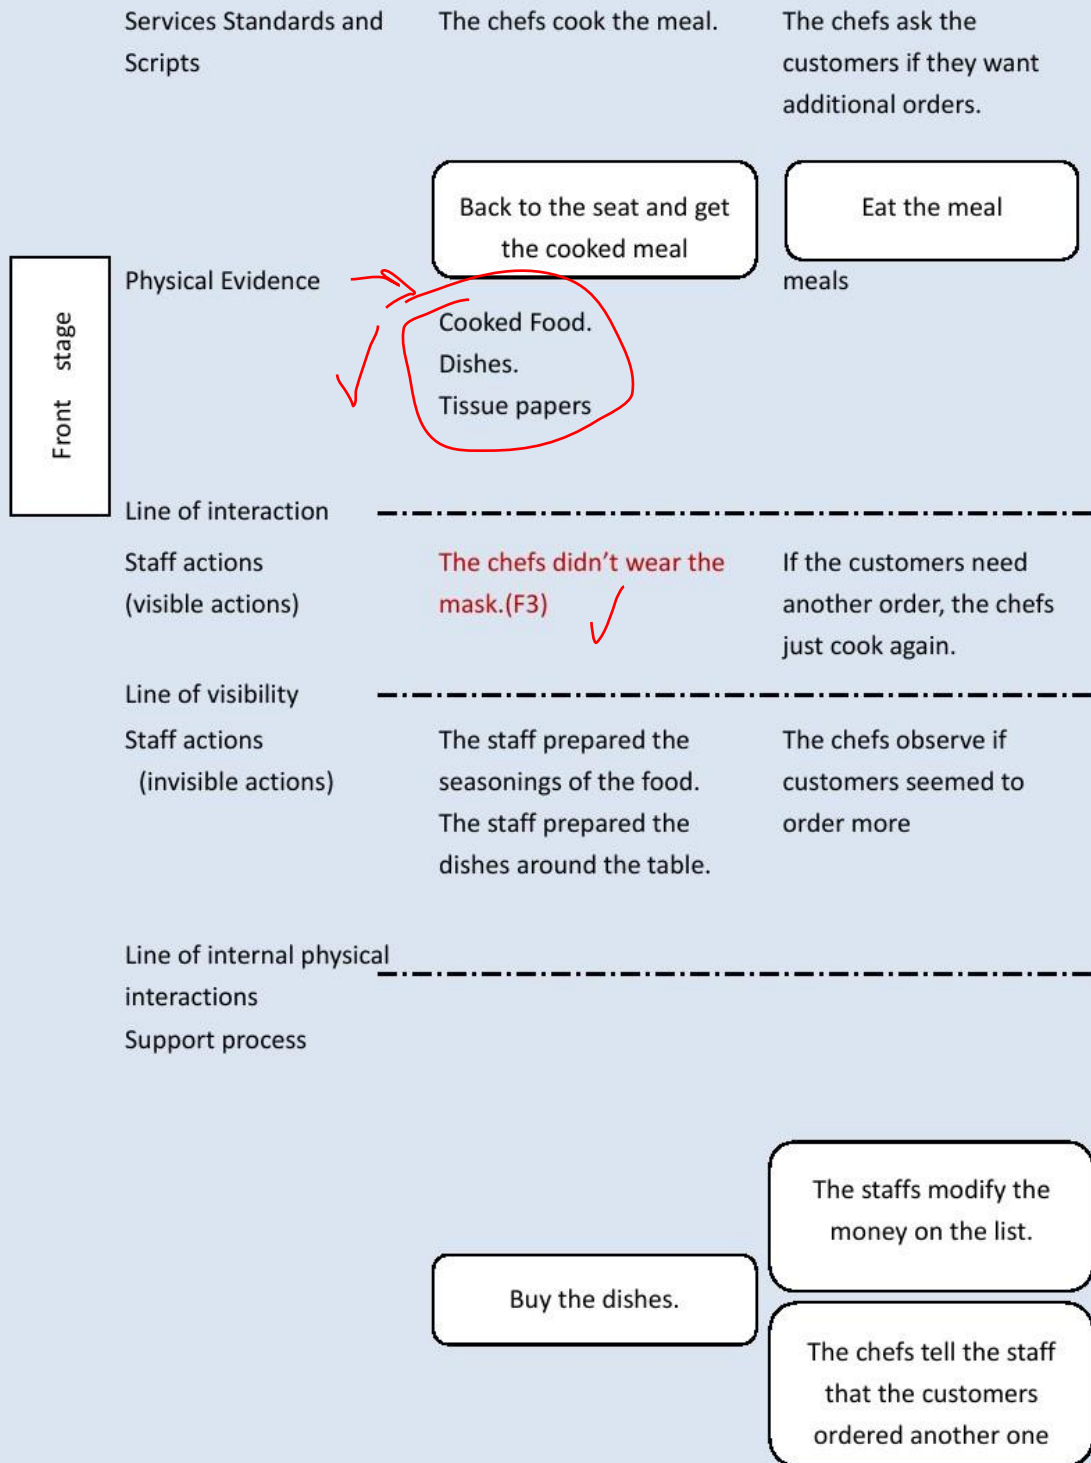 Services Standards and
Scripts
The chefs cook the meal.
The chefs ask the
customers if they want
additional orders.
Back to the seat and get
the cooked meal
Eat the meal
Front stage
Physical Evidence
Cooked Food.
Dishes.
Tissue papers
meals
Line of interaction
Staff actions
(visible actions)
The chefs didn't wear the
mask.(F3)
If the customers need
another order, the chefs
just cook again.
Line of visibility
Staff actions
(invisible actions)
The staff prepared the
seasonings of the food.
The staff prepared the
dishes around the table.
The chefs observe if
customers seemed to
order more
Line of internal physical
interactions
Support process
Buy the dishes.
The staffs modify the
money on the list.
The chefs tell the staff
that the customers
ordered another one